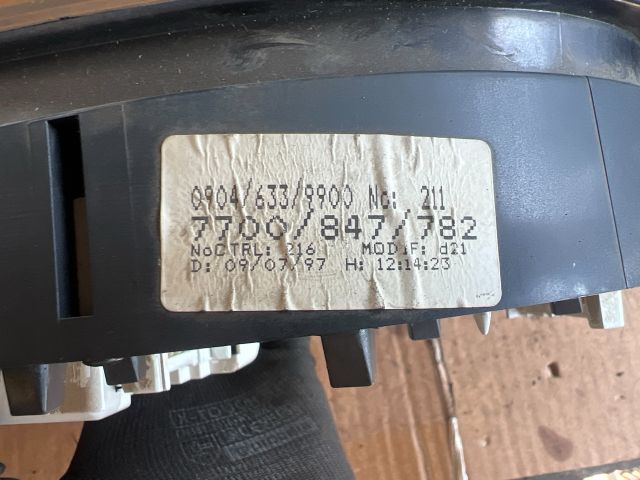 0904/633/9900 No: 211
7700/847/782
NoCTRL: 216 MODIF: d21
D: 09/07/97 H: 12:14:23